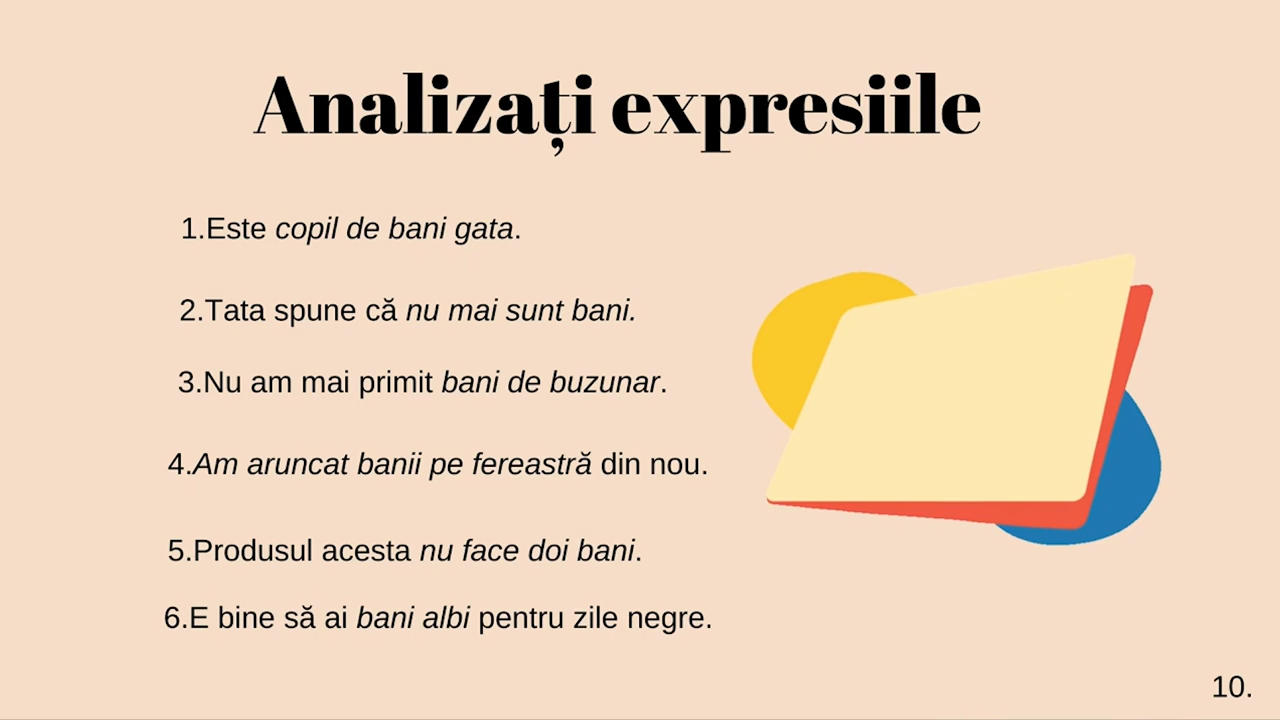 Analizați expresiile
1.Este copil de bani gata.
2.Tata spune că nu mai sunt bani.
3.Nu am mai primit bani de buzunar.
4.Am aruncat banii pe fereastră din nou.
5.Produsul acesta nu face doi bani.
6.E bine să ai bani albi pentru zile negre.
10.